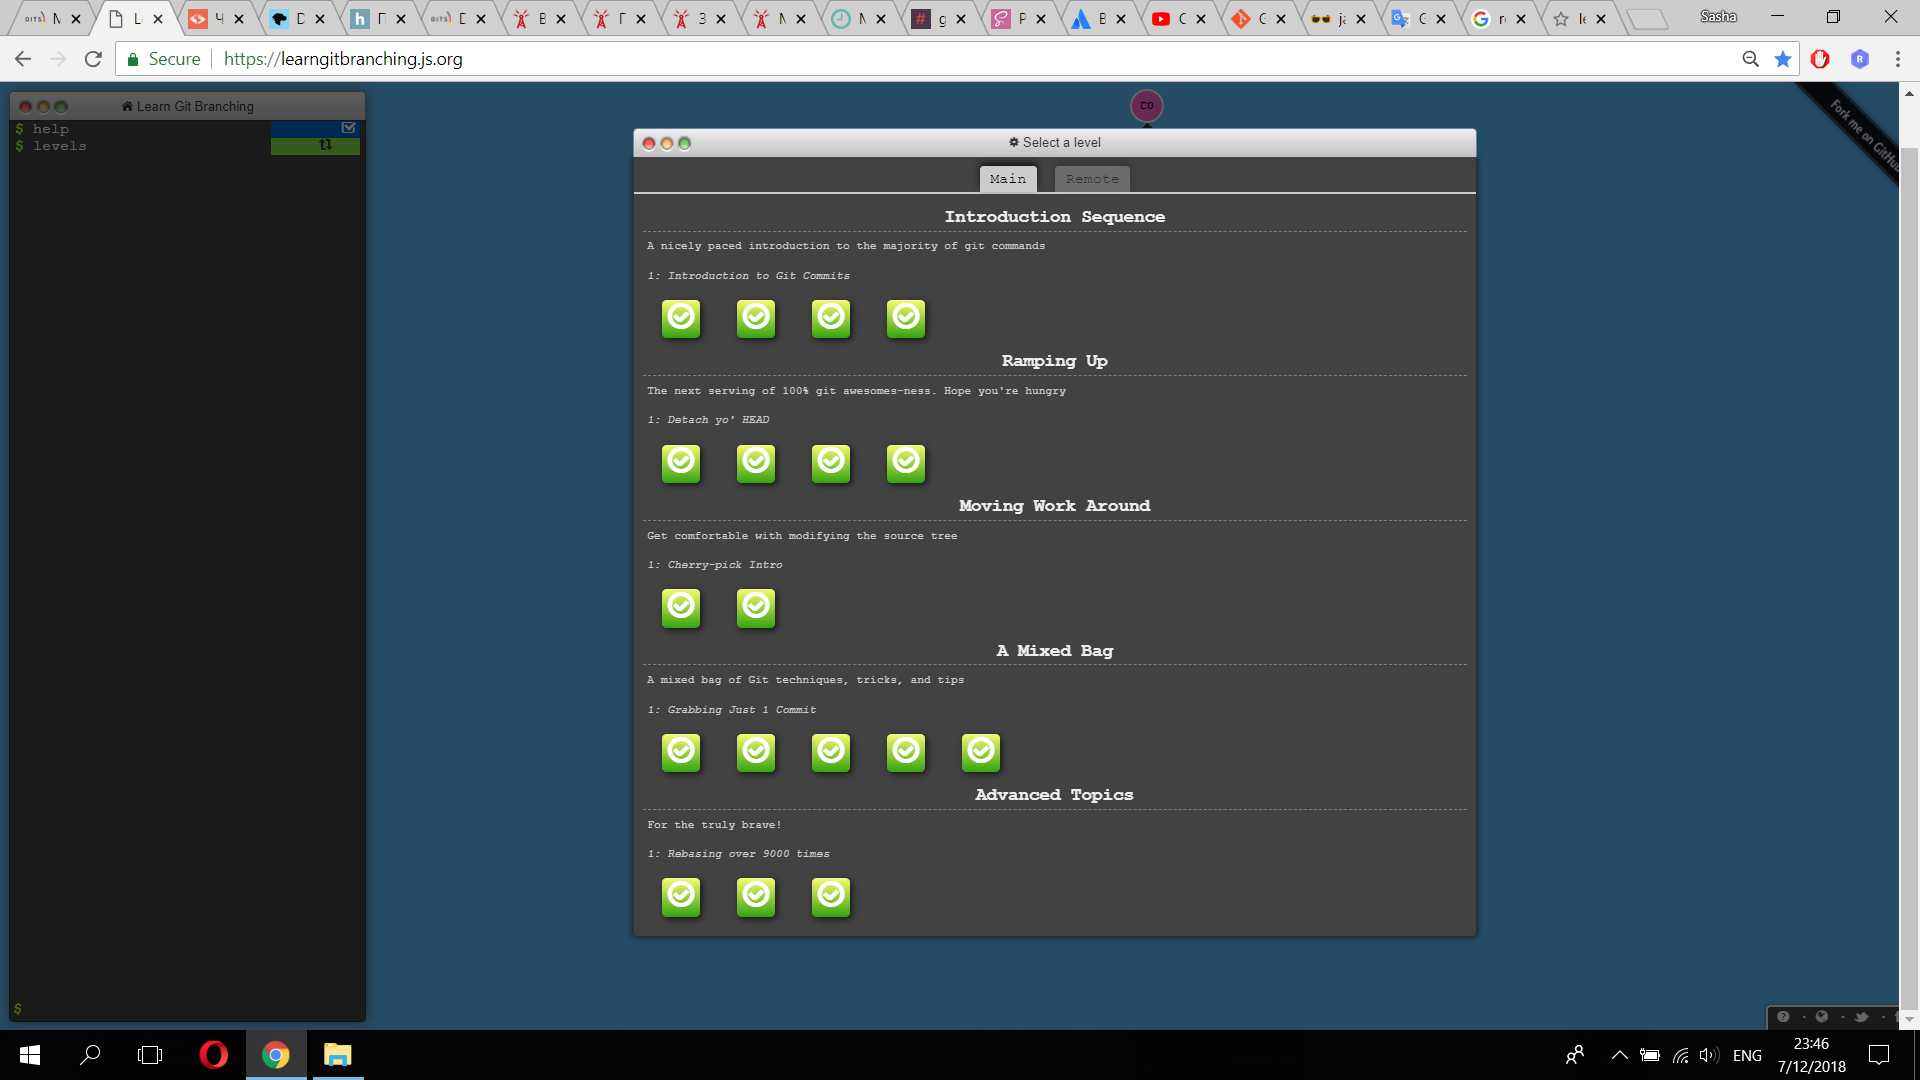 Sasha
Secure
https://learngitbranching.js.org
Learn Git Branching
$ help
$ levels
$
C0
Fork me on GitHub
Select a level
Main Remote
Introduction Sequence
A nicely paced introduction to the majority of git commands
1: Introduction to Git Commits
Ramping Up
The next serving of 100% git awesomes-ness. Hope you're hungry
1: Detach yo' HEAD
Moving Work Around
Get comfortable with modifying the source tree
1: Cherry-pick Intro
A Mixed Bag
A mixed bag of Git techniques, tricks, and tips
1: Grabbing Just 1 Commit
Advanced Topics
For the truly brave!
1: Rebasing over 9000 times
ENG
23:46
7/12/2018